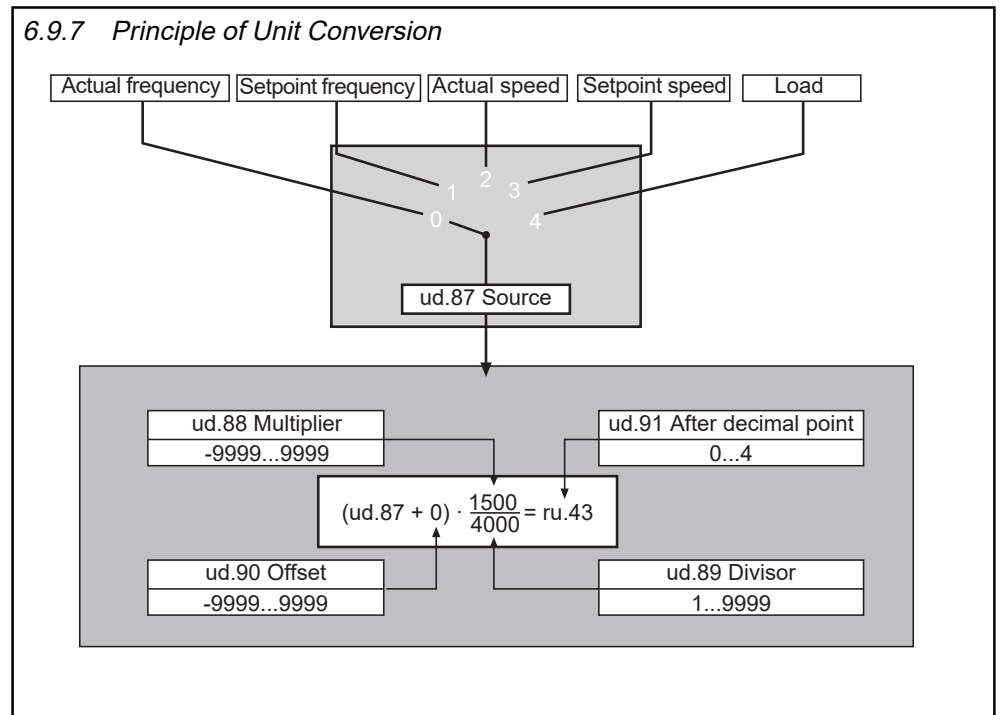 6.9.7 Principle of Unit Conversion
Actual frequency Setpoint frequency Actual speed Setpoint speed Load
2
1 3
0 4
ud.87 Source
ud.88 Multiplier ud.91 After decimal point
-9999...9999 0...4
(ud.87 + 0) · 1500/4000 = ru.43
ud.90 Offset ud.89 Divisor
-9999...9999 1...9999